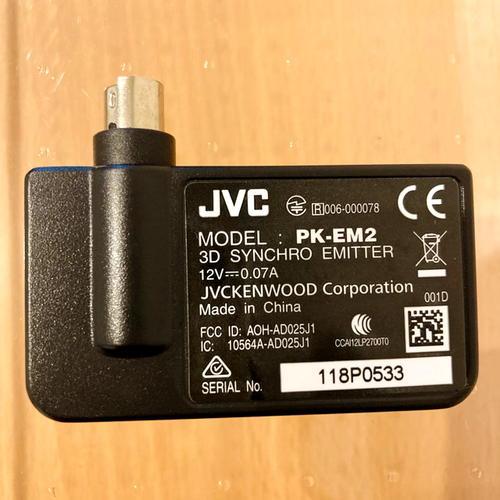 JVC R 006-000078 CE
MODEL : PK-EM2
3D SYNCHRO EMITTER
12V⎓0.07A
JVCKENWOOD Corporation
Made in China 001D
FCC ID: AOH-AD025J1
IC: 10564A-AD025J1
CCAI12LP2700T0
SERIAL No. 118P0533